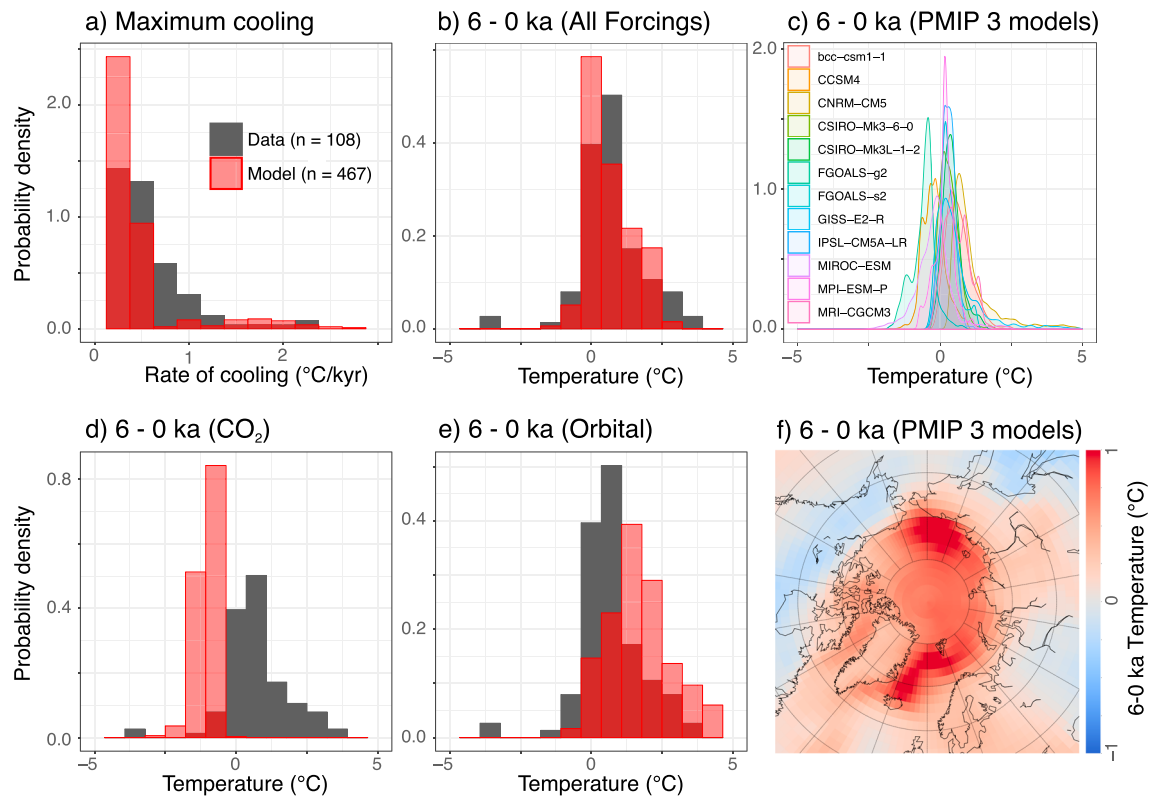 a) Maximum cooling
Probability density
2.0
1.0
0.0
Data (n = 108)
Model (n = 467)
0
1
2
Rate of cooling (°C/kyr)
b) 6 - 0 ka (All Forcings)
0.4
0.2
0.0
−5
0
5
Temperature (°C)
c) 6 - 0 ka (PMIP 3 models)
2.0
1.0
0.0
bcc−csm1−1
CCSM4
CNRM−CM5
CSIRO−Mk3−6−0
CSIRO−Mk3L−1−2
FGOALS−g2
FGOALS−s2
GISS−E2−R
IPSL−CM5A−LR
MIROC−ESM
MPI−ESM−P
MRI−CGCM3
−5
0
5
Temperature (°C)
d) 6 - 0 ka (CO₂)
Probability density
0.8
0.4
0.0
−5
0
5
Temperature (°C)
e) 6 - 0 ka (Orbital)
0.4
0.2
0.0
−5
0
5
Temperature (°C)
f) 6 - 0 ka (PMIP 3 models)
1
0
−1
6-0 ka Temperature (°C)